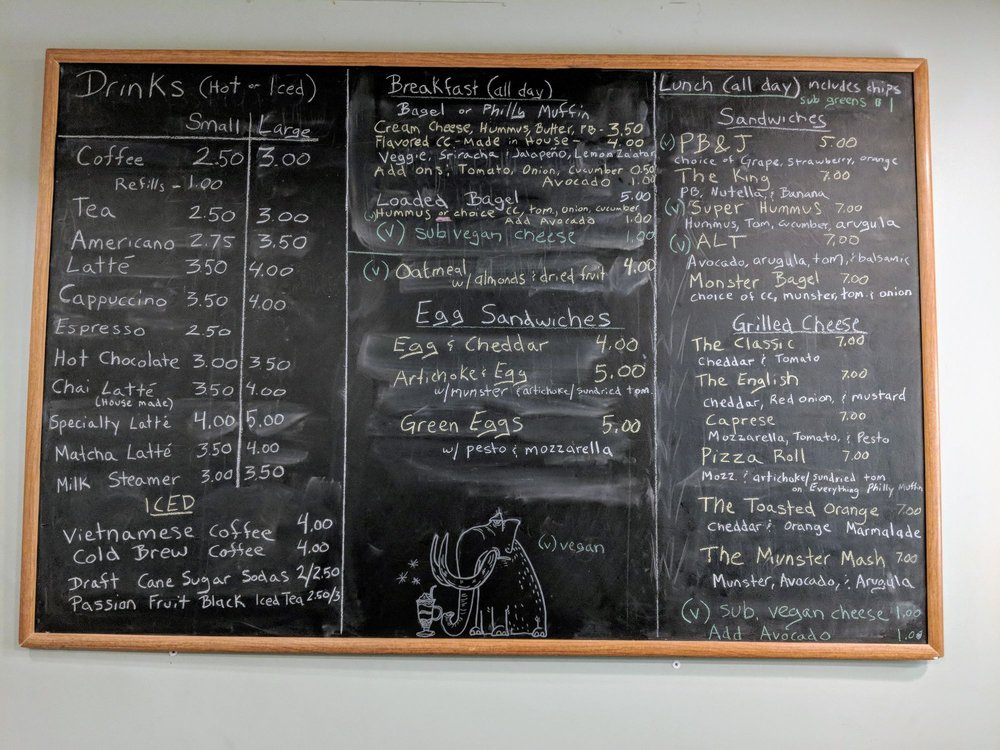 Drinks (Hot or Iced)
Small Large
Coffee 2.50 3.00
Refills - 1.00
Tea 2.50 3.00
Americano 2.75 3.50
Latté 3.50 4.00
Cappuccino 3.50 4.00
Espresso 2.50
Hot Chocolate 3.00 3.50
Chai Latté 3.50 4.00
(House made)
Specialty Latté 4.00 5.00
Matcha Latté 3.50 4.00
Milk Steamer 3.00 3.50
ICED
Vietnamese Coffee 4.00
Cold Brew Coffee 4.00
Draft Cane Sugar Sodas 2/2.50
Passion Fruit Black Iced Tea 2.50/3
Breakfast (all day)
Bagel or Philly Muffin
Cream Cheese, Hummus, Butter, PB - 3.50
Flavored CC - Made in House - 4.00
Veggie, Sriracha & Jalapeño, Lemon Zaatar
Add ons: Tomato, Onion, Cucumber 0.50
Avocado 1.00
Loaded Bagel 5.00
(v) Hummus or choice CC, tom, onion, cucumber
Add Avocado 1.00
(v) sub vegan cheese 1.00
(v) Oatmeal 4.00
w/ almonds & dried fruit
Egg Sandwiches
Egg & Cheddar 4.00
Artichoke & Egg 5.00
w/ munster & artichoke/sundried tom.
Green Eggs 5.00
w/ pesto & mozzarella
(v) vegan
Lunch (all day) includes chips
sub greens $1
Sandwiches
(v) PB & J 5.00
choice of Grape, strawberry, orange
The King 7.00
PB, Nutella, & Banana
(v) Super Hummus 7.00
Hummus, Tom, cucumber, arugula
(v) ALT 7.00
Avocado, arugula, tom, & balsamic
Monster Bagel 7.00
choice of cc, munster, tom & onion
Grilled Cheese
The Classic 7.00
Cheddar & Tomato
The English 7.00
cheddar, Red onion, & mustard
Caprese 7.00
Mozzarella, Tomato, & Pesto
Pizza Roll 7.00
Mozz. & artichoke/sundried tom
on Everything Philly Muffin
The Toasted Orange 7.00
Cheddar & Orange Marmalade
The Munster Mash 7.00
Munster, Avocado, & Arugula
(v) sub. vegan cheese 1.00
Add Avocado 1.00